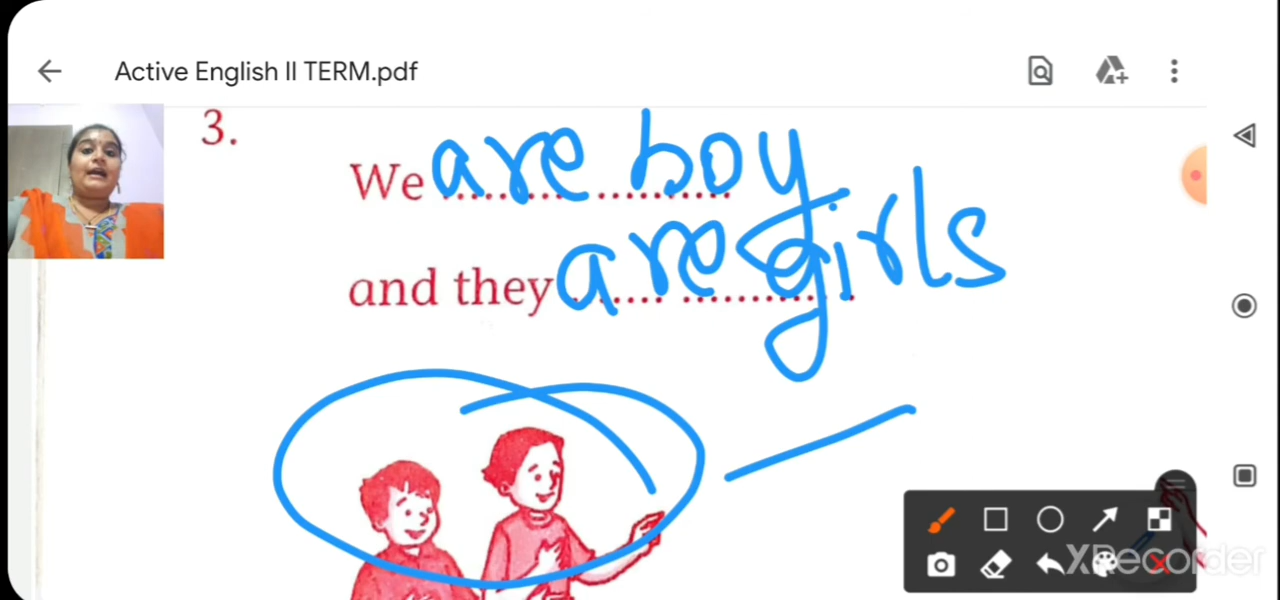 Active English II TERM.pdf
3.
We are boy
and they are girls
XRecorder